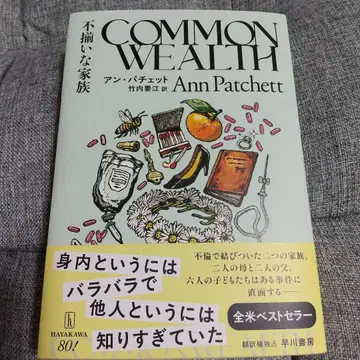 COMMON
WEALTH
不揃いな家族
アン・パチェット
竹内要江 訳
Ann Patchett
身内というには
バラバラで
他人というには
知りすぎていた
不倫で結びついた二つの家族、
二人の母と二人の父、
六人の子どもたちはある事件に
直面する――
全米ベストセラー
翻訳権独占 早川書房
HAYAKAWA
80!